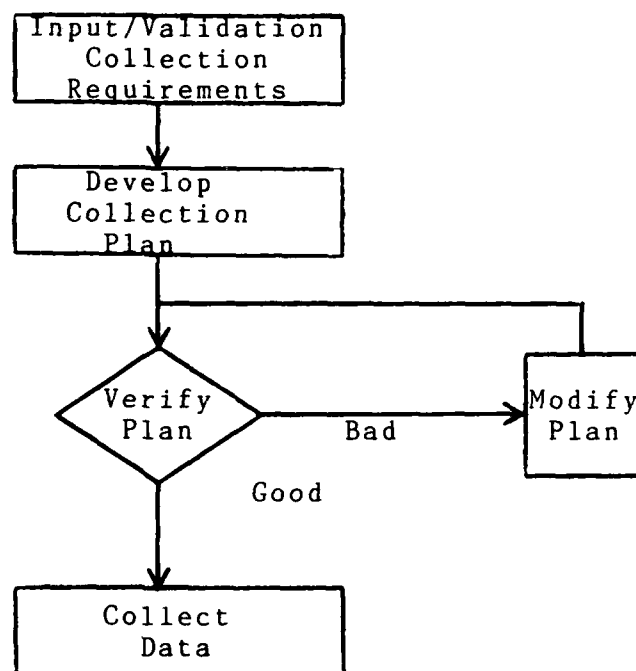 Input/Validation
Collection
Requirements
Develop
Collection
Plan
Verify
Plan
Bad
Modify
Plan
Good
Collect
Data